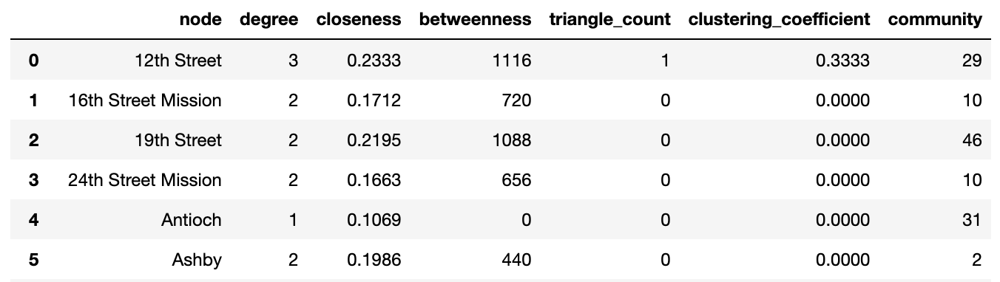 node degree closeness betweenness triangle_count clustering_coefficient community
0 12th Street 3 0.2333 1116 1 0.3333 29
1 16th Street Mission 2 0.1712 720 0 0.0000 10
2 19th Street 2 0.2195 1088 0 0.0000 46
3 24th Street Mission 2 0.1663 656 0 0.0000 10
4 Antioch 1 0.1069 0 0 0.0000 31
5 Ashby 2 0.1986 440 0 0.0000 2